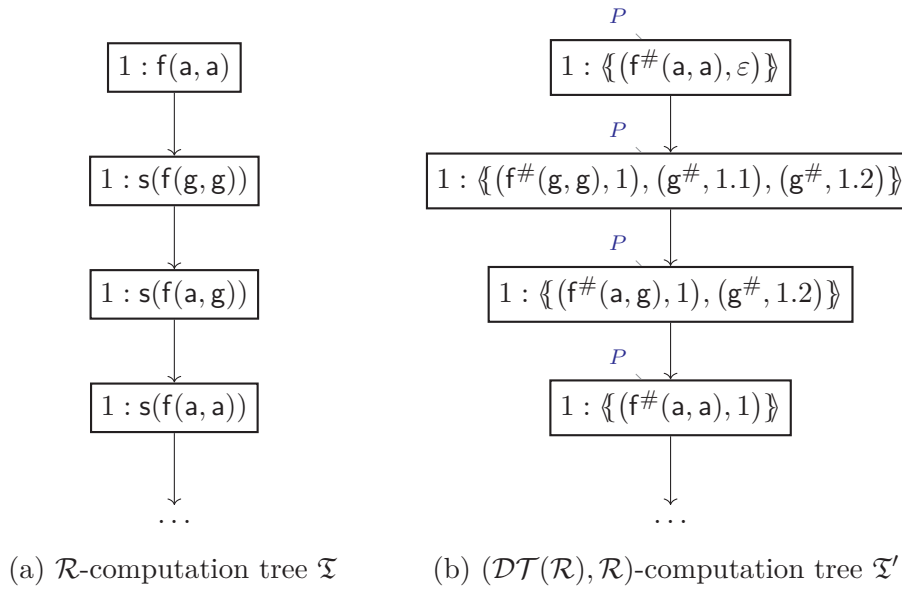 P
1 : f(a, a)
1 : ⦃(f#(a, a), ε)⦄
P
1 : s(f(g, g))
1 : ⦃(f#(g, g), 1), (g#, 1.1), (g#, 1.2)⦄
P
1 : s(f(a, g))
1 : ⦃(f#(a, g), 1), (g#, 1.2)⦄
P
1 : s(f(a, a))
1 : ⦃(f#(a, a), 1)⦄
...
...
(a) ℛ-computation tree 𝔗
(b) (𝒟𝒯(ℛ), ℛ)-computation tree 𝔗′